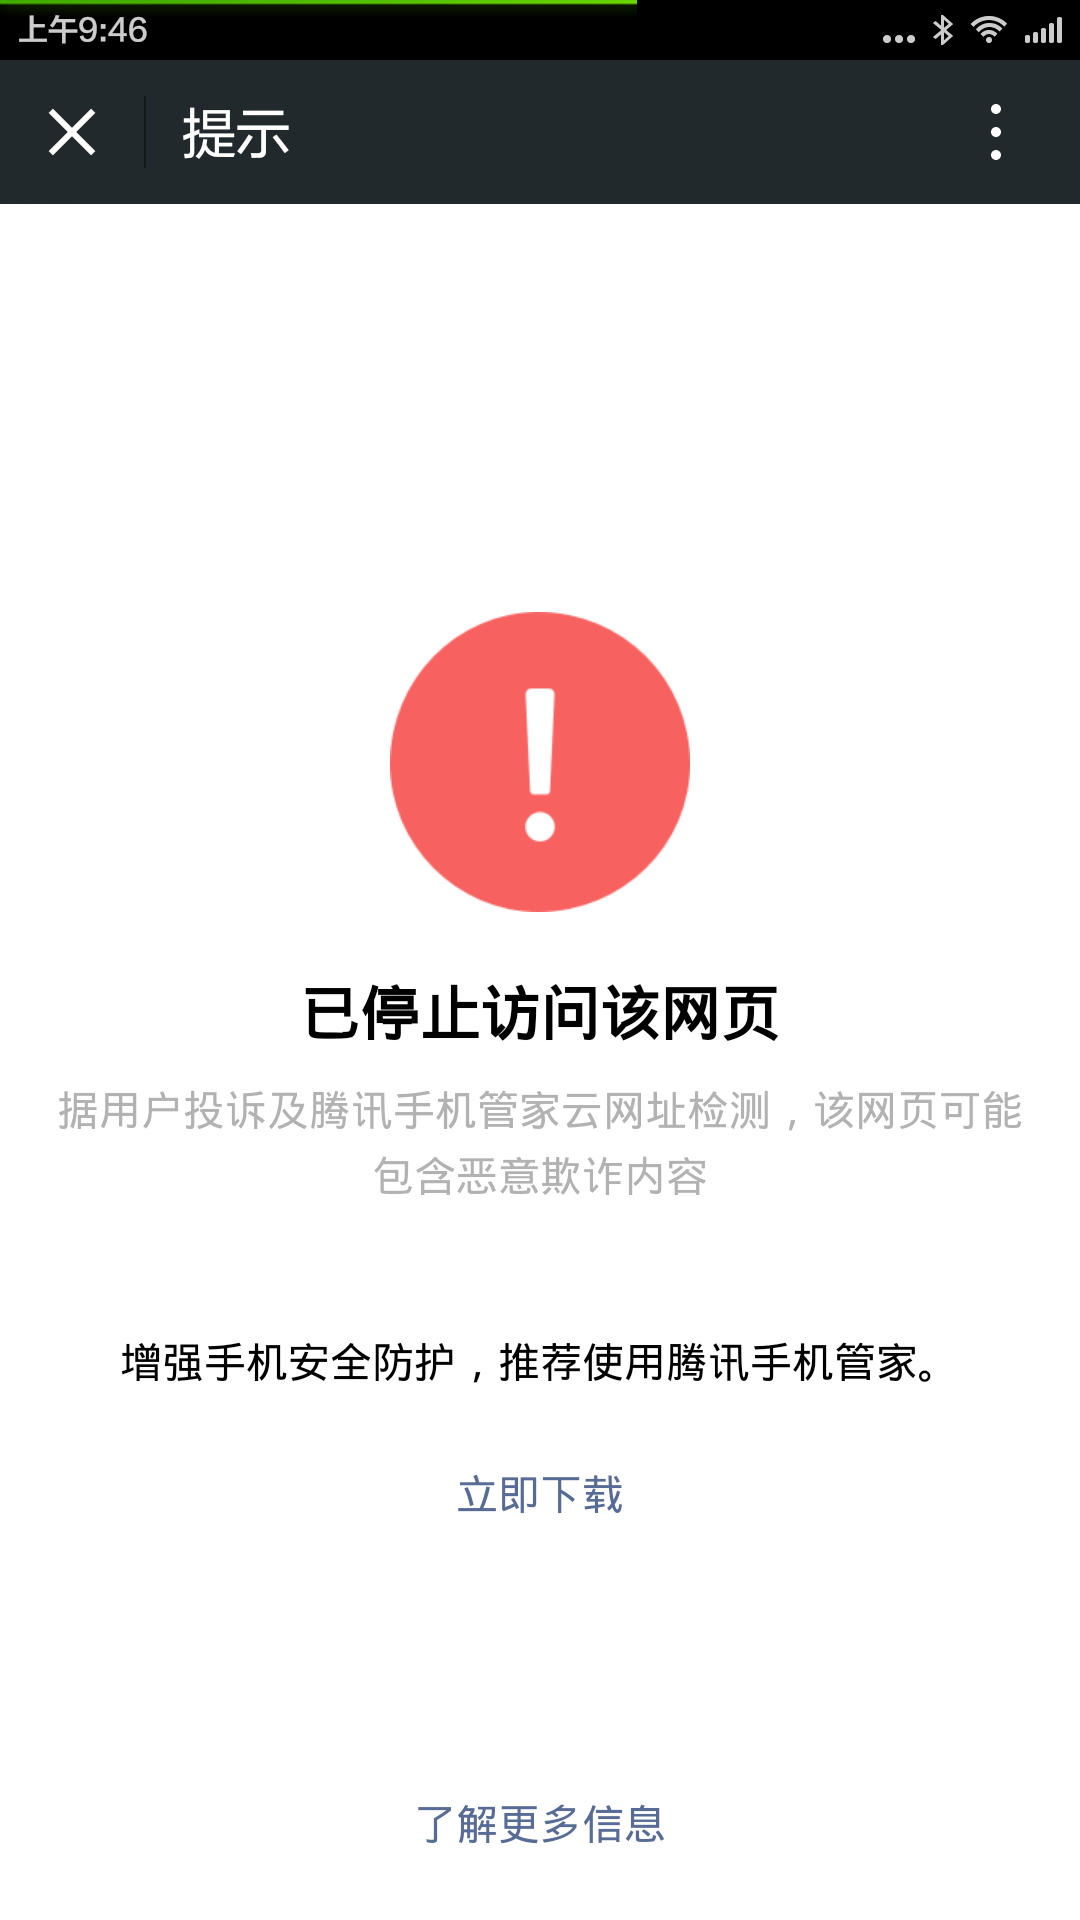 上午9:46
提示
已停止访问该网页
据用户投诉及腾讯手机管家云网址检测，该网页可能
包含恶意欺诈内容
增强手机安全防护，推荐使用腾讯手机管家。
立即下载
了解更多信息